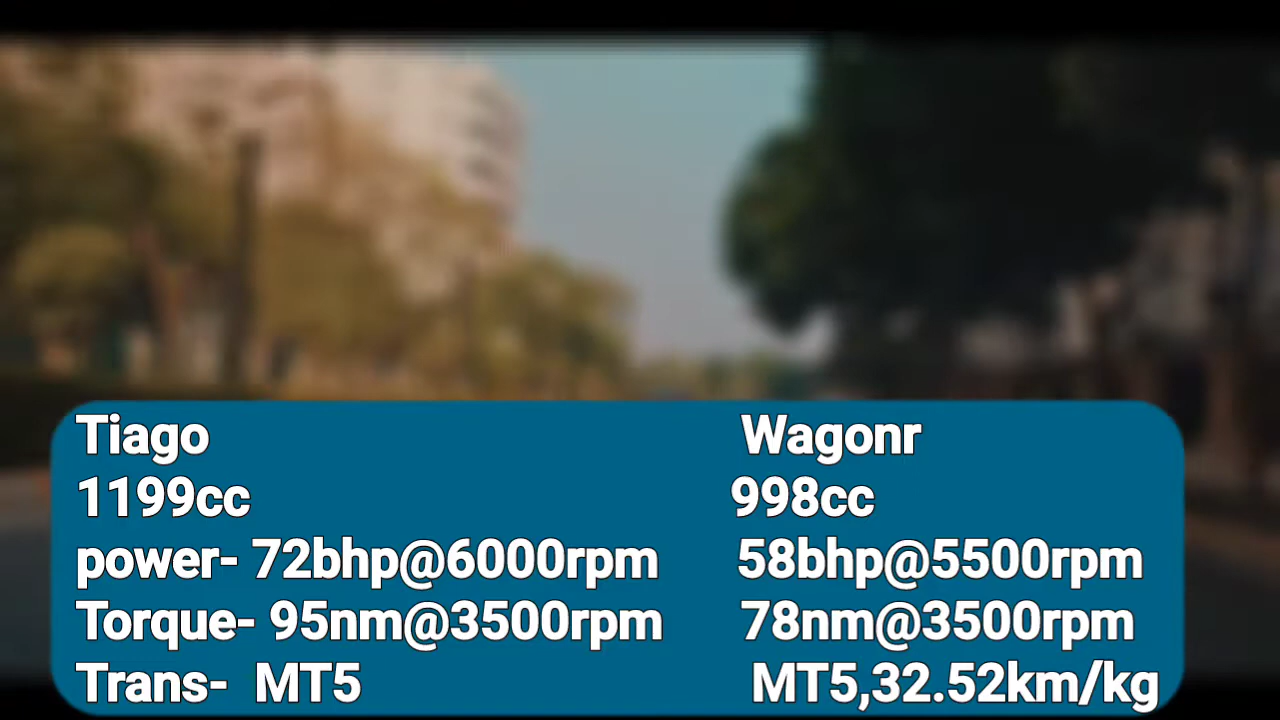 Tiago Wagonr
1199cc 998cc
power- 72bhp@6000rpm 58bhp@5500rpm
Torque- 95nm@3500rpm 78nm@3500rpm
Trans- MT5 MT5,32.52km/kg